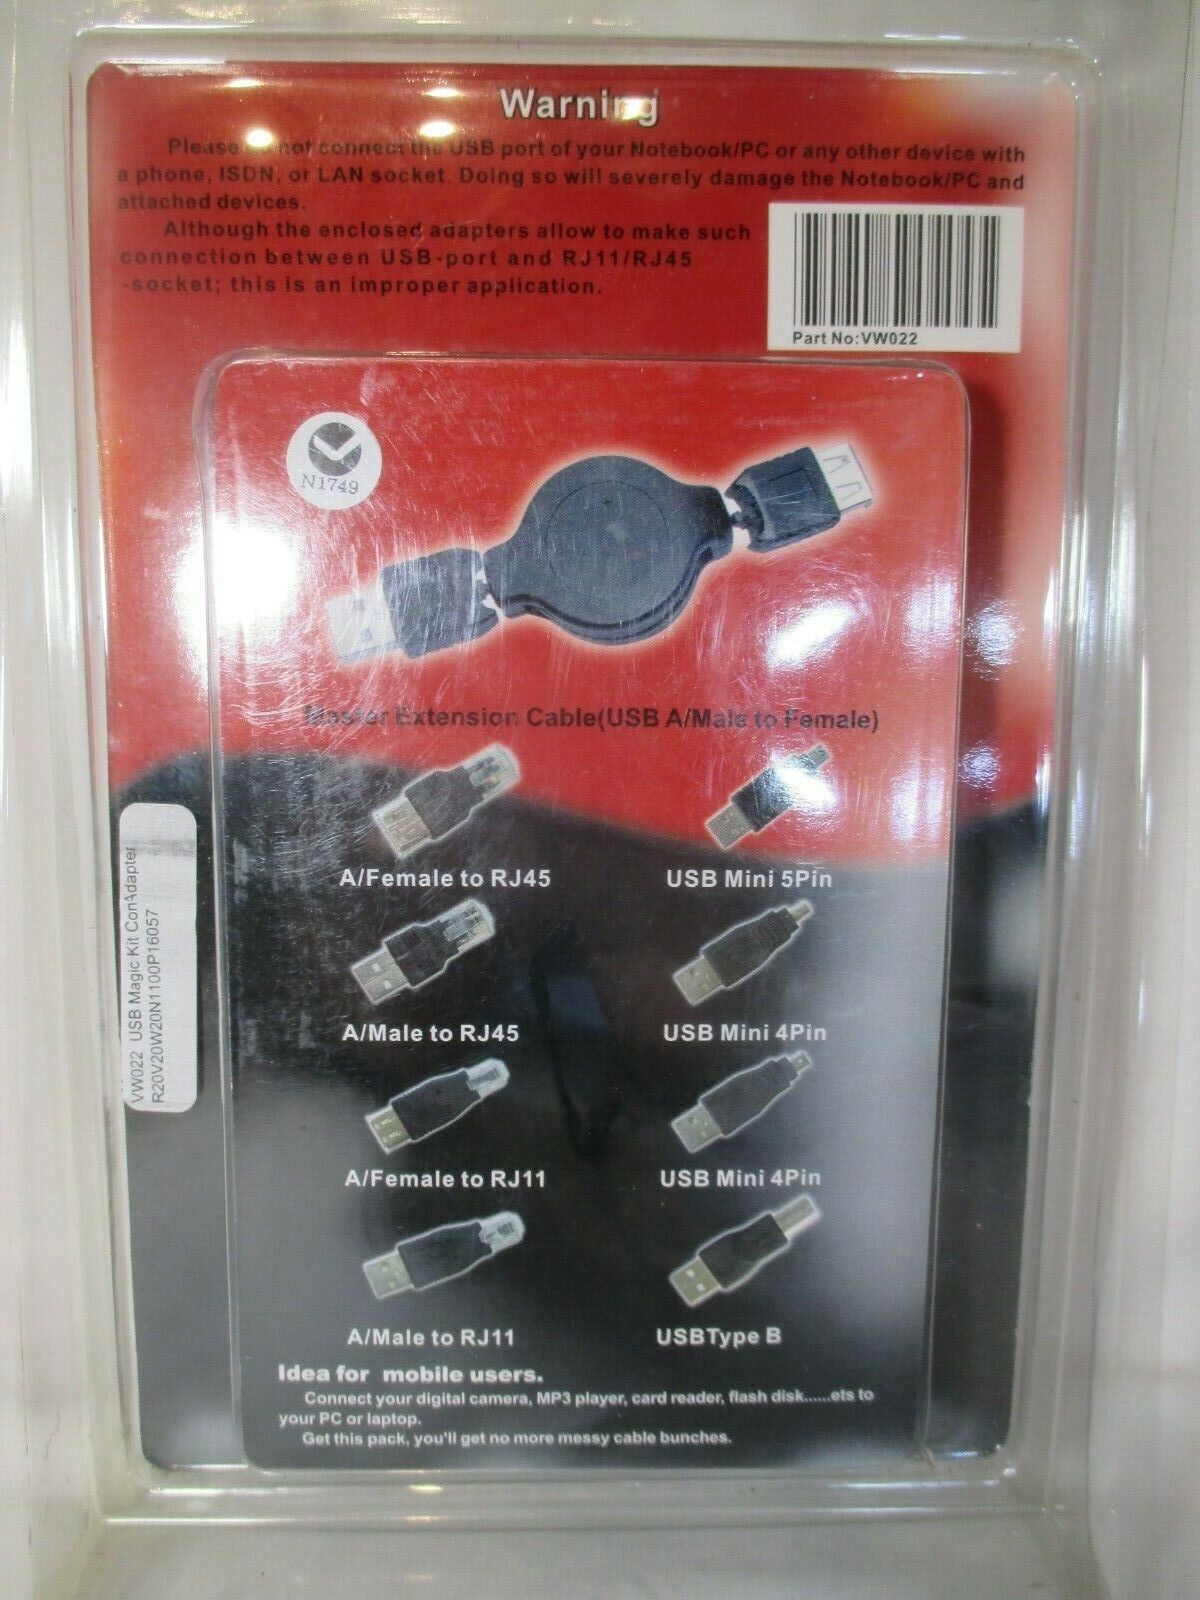 Warning
Please not connect the USB port of your Notebook/PC or any other device with
a phone, ISDN, or LAN socket. Doing so will severely damage the Notebook/PC and
attached devices.
Although the enclosed adapters allow to make such
connection between USB-port and RJ11/RJ45
-socket; this is an improper application.
Part No:VW022
N1749
Master Extension Cable(USB A/Male to Female)
A/Female to RJ45
USB Mini 5Pin
A/Male to RJ45
USB Mini 4Pin
A/Female to RJ11
USB Mini 4Pin
A/Male to RJ11
USBType B
VW022 USB Magic Kit ConAdapter
R20V20W20N1100P16057
Idea for mobile users.
Connect your digital camera, MP3 player, card reader, flash disk......ets to
your PC or laptop.
Get this pack, you'll get no more messy cable bunches.